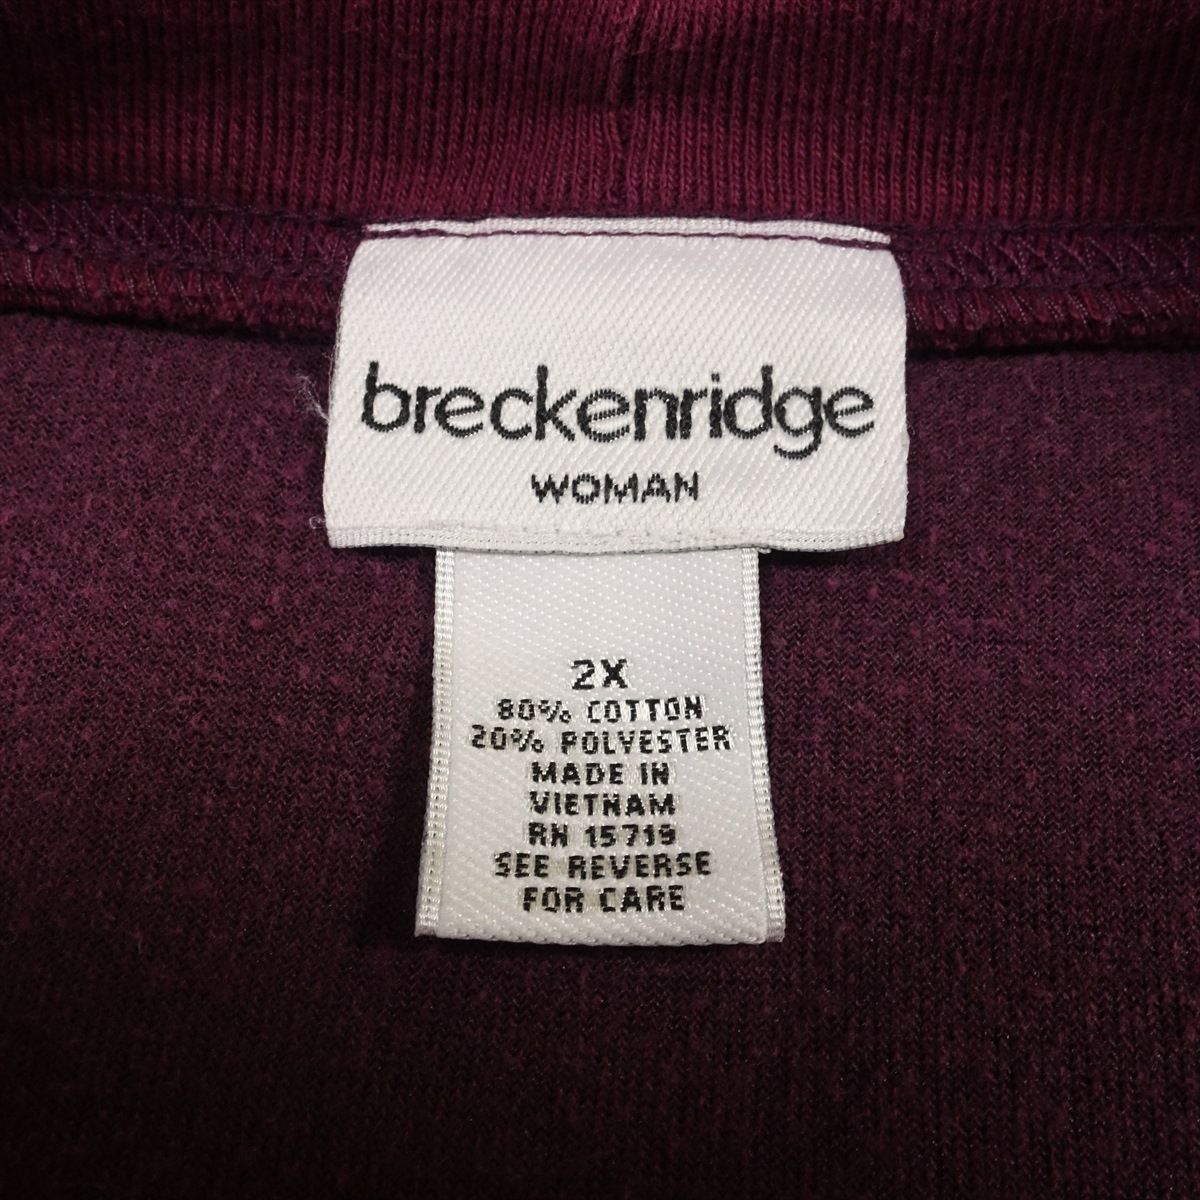 breckenridge
WOMAN
2X
80% COTTON
20% POLYESTER
MADE IN
VIETNAM
RN 15719
SEE REVERSE
FOR CARE